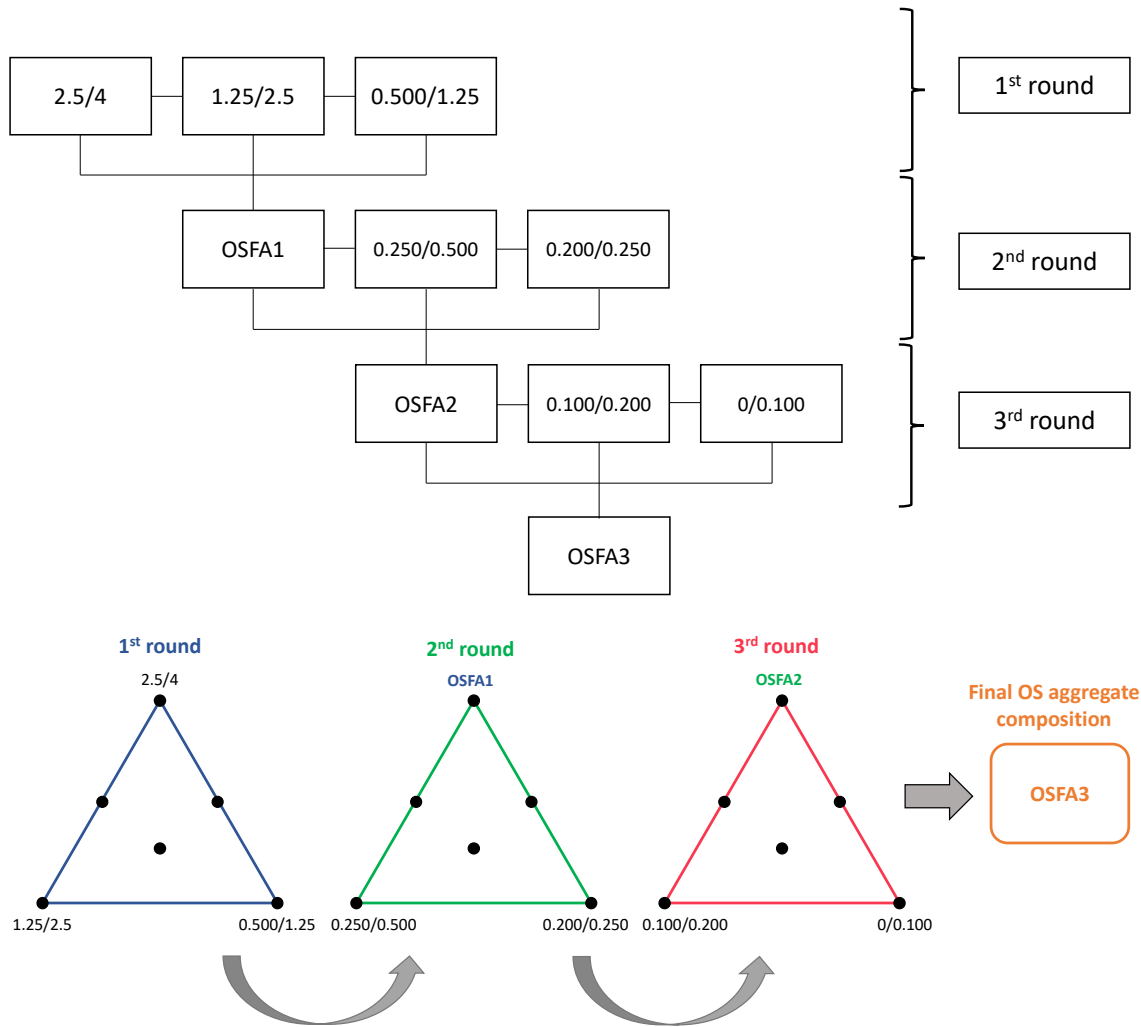 2.5/4
1.25/2.5
0.500/1.25
1st round
OSFA1
0.250/0.500
0.200/0.250
2nd round
OSFA2
0.100/0.200
0/0.100
3rd round
OSFA3
1st round
2.5/4
1.25/2.5
0.500/1.25
2nd round
OSFA1
0.250/0.500
0.200/0.250
3rd round
OSFA2
0.100/0.200
0/0.100
Final OS aggregate
composition
OSFA3